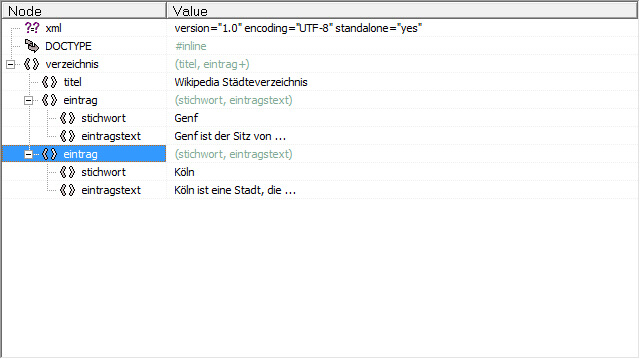 Node Value
?? xml version="1.0" encoding="UTF-8" standalone="yes"
DOCTYPE #inline
verzeichnis (titel, eintrag+)
titel Wikipedia Städteverzeichnis
eintrag (stichwort, eintragstext)
stichwort Genf
eintragstext Genf ist der Sitz von ...
eintrag (stichwort, eintragstext)
stichwort Köln
eintragstext Köln ist eine Stadt, die ...